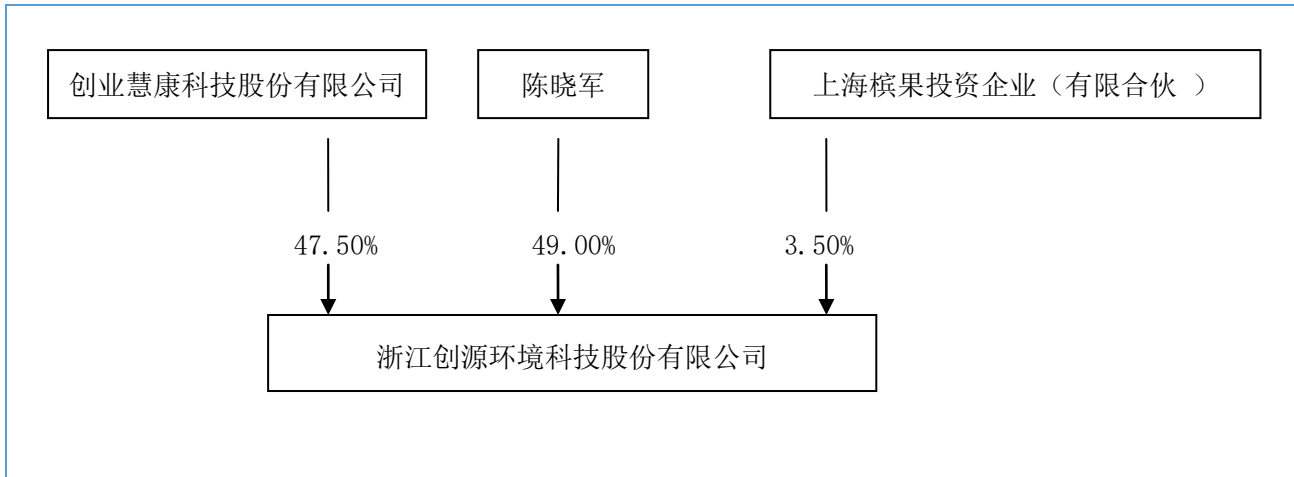 创业慧康科技股份有限公司
陈晓军
上海槟果投资企业（有限合伙 ）
47.50%
49.00%
3.50%
浙江创源环境科技股份有限公司